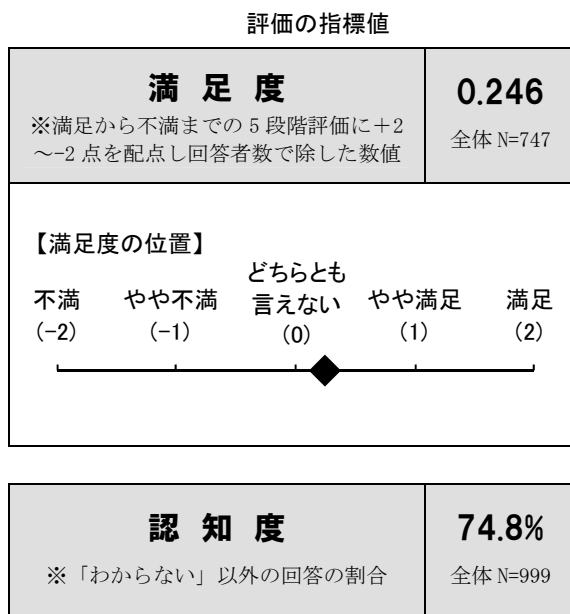 評価の指標値
満足度
0.246
※満足から不満までの5段階評価に+2
～-2点を配点し回答者数で除した数値
全体 N=747
【満足度の位置】
不満
(-2)
やや不満
(-1)
どちらとも
言えない
(0)
やや満足
(1)
満足
(2)
認知度
74.8%
※「わからない」以外の回答の割合
全体 N=999